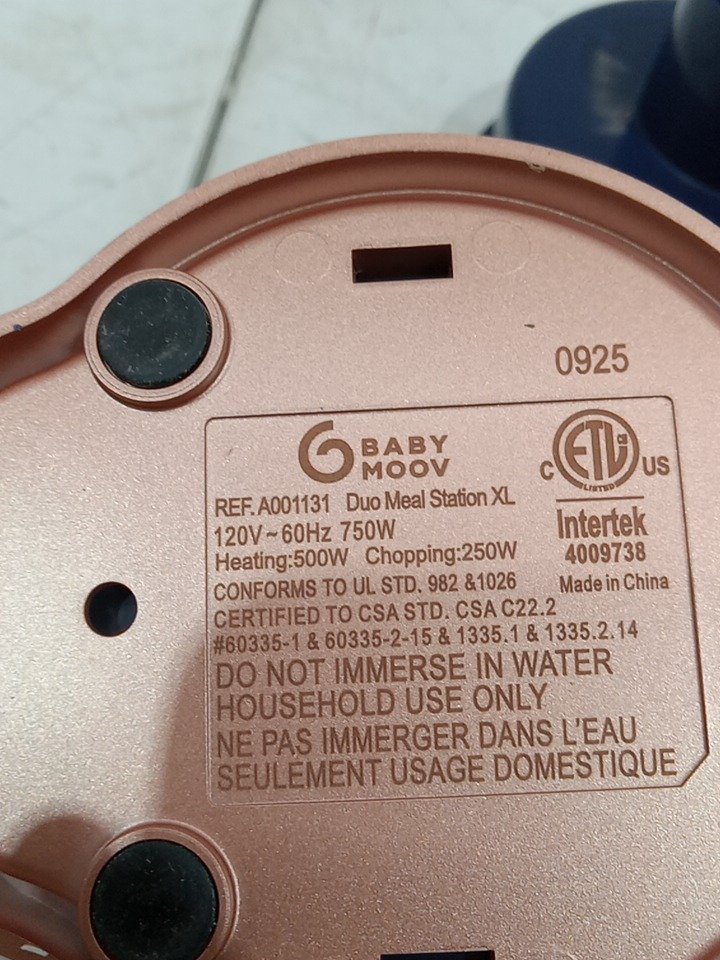 0925
BABY
MOOV
ETL CM
LISTED
C US
REF. A001131 Duo Meal Station XL
Intertek
120V~60Hz 750W
4009738
Heating:500W Chopping:250W
Made in China
CONFORMS TO UL STD. 982 &1026
CERTIFIED TO CSA STD. CSA C22.2
#60335-1 & 60335-2-15 & 1335.1 & 1335.2.14
DO NOT IMMERSE IN WATER
HOUSEHOLD USE ONLY
NE PAS IMMERGER DANS L'EAU
SEULEMENT USAGE DOMESTIQUE